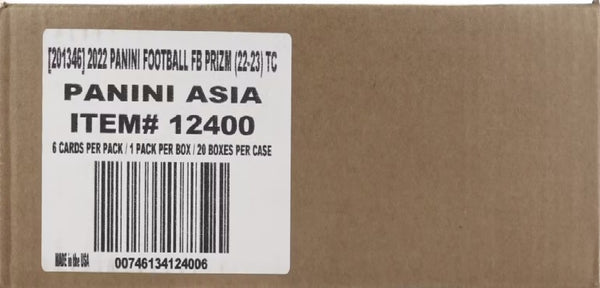 [201346] 2022 PANINI FOOTBALL FB PRIZM (22-23) TC
PANINI ASIA
ITEM# 12400
6 CARDS PER PACK / 1 PACK PER BOX / 20 BOXES PER CASE
MADE in the USA
00746134124006